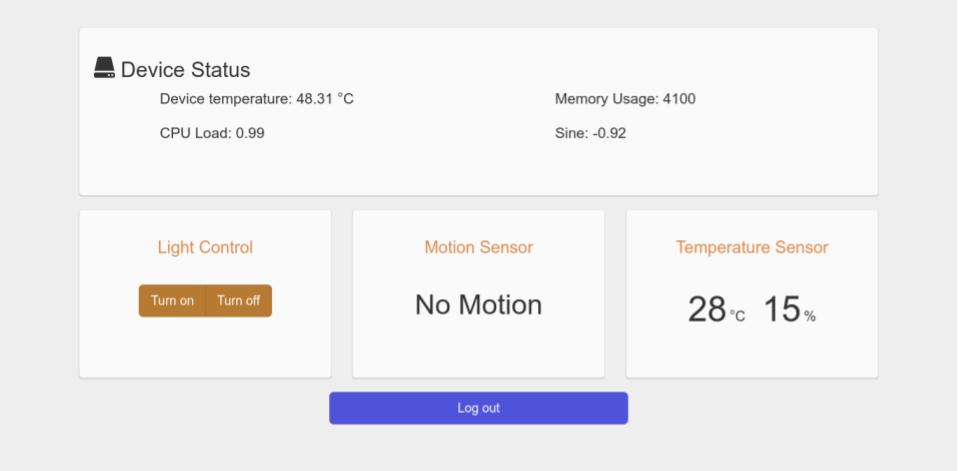 Device Status
Device temperature: 48.31 °C
Memory Usage: 4100
CPU Load: 0.99
Sine: -0.92
Light Control
Turn on Turn off
Motion Sensor
No Motion
Temperature Sensor
28 °C 15 %
Log out